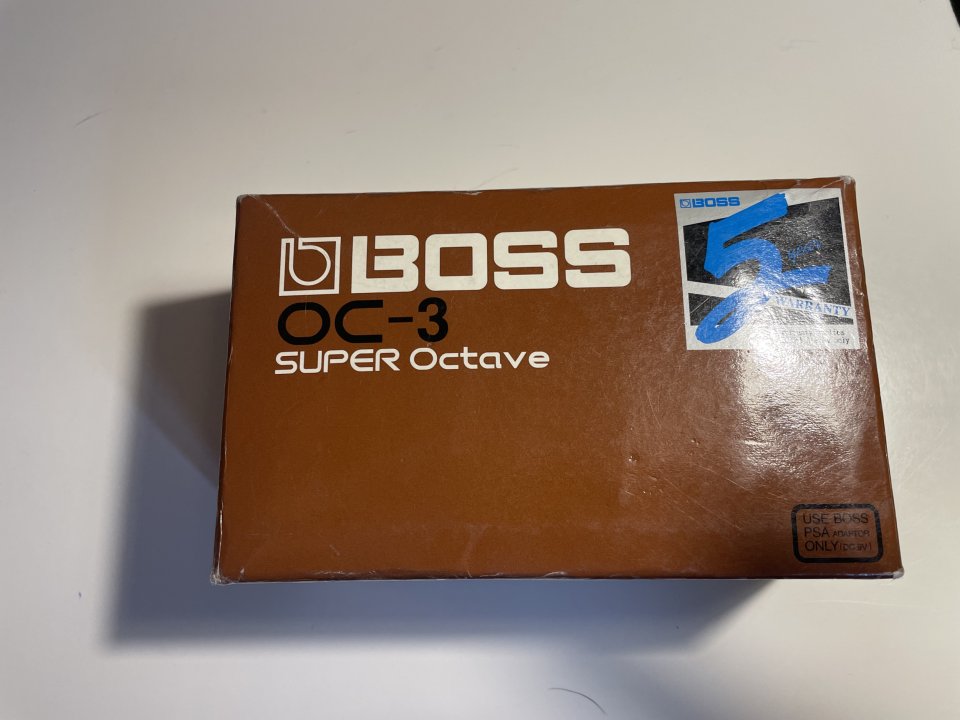 BOSS
OC-3
SUPER Octave
BOSS
5
WARRANTY
USE BOSS
PSA ADAPTOR
ONLY (DC 9V)